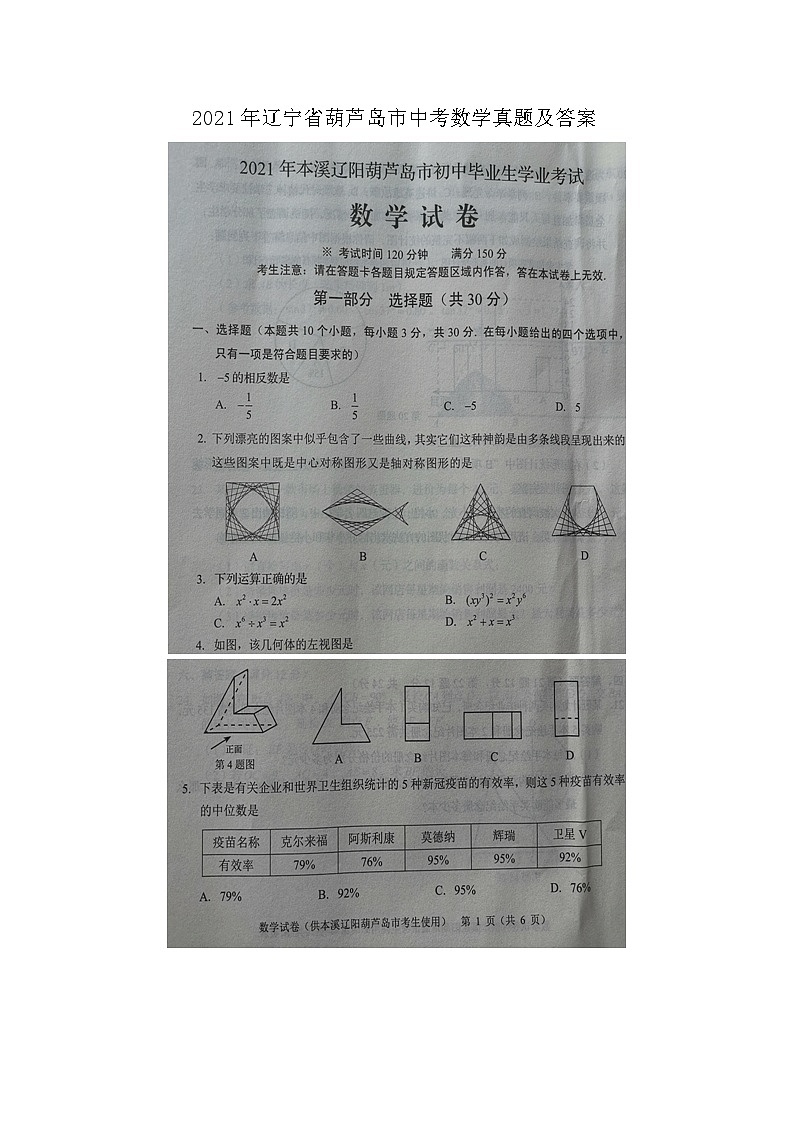 2021年辽宁省葫芦岛市中考数学真题及答案
2021年本溪辽阳葫芦岛市初中毕业生学业考试
数 学 试 卷
※ 考试时间120分钟 满分150分
考生注意：请在答题卡各题目规定答题区域内作答，答在本试卷上无效.
第一部分 选择题（共30分）
一、选择题（本题共10个小题，每小题3分，共30分. 在每小题给出的四个选项中，
只有一项是符合题目要求的）
1. −5的相反数是
A. −1/5 B. 1/5 C. −5 D. 5
2. 下列漂亮的图案中似乎包含了一些曲线，其实它们这种神韵是由多条线段呈现出来的
这些图案中既是中心对称图形又是轴对称图形的是
A B C D
3. 下列运算正确的是
A. x²·x=2x² B. (xy³)²=x²y⁶
C. x⁶÷x³=x² D. x²+x=x³
4. 如图，该几何体的左视图是
正面
第4题图
A B C D
5. 下表是有关企业和世界卫生组织统计的5种新冠疫苗的有效率，则这5种疫苗有效率
的中位数是
疫苗名称 克尔来福 阿斯利康 莫德纳 辉瑞 卫星V
有效率 79% 76% 95% 95% 92%
A. 79% B. 92% C. 95% D. 76%
数学试卷（供本溪辽阳葫芦岛市考生使用） 第 1 页（共 6 页）